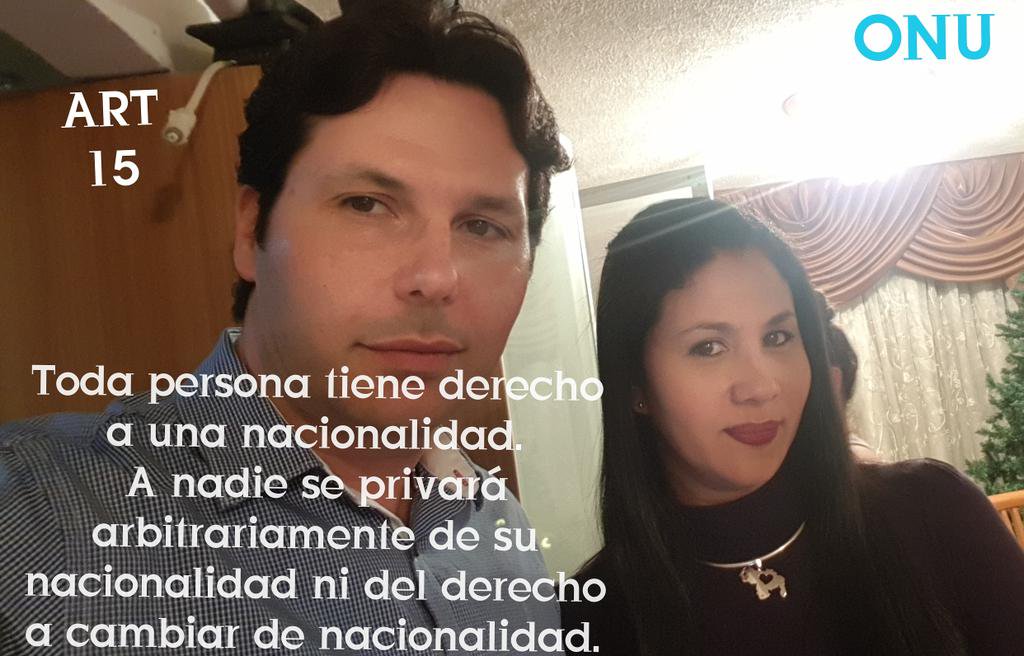 ONU
ART
15
Toda persona tiene derecho
a una nacionalidad.
A nadie se privará
arbitrariamente de su
nacionalidad ni del derecho
a cambiar de nacionalidad.